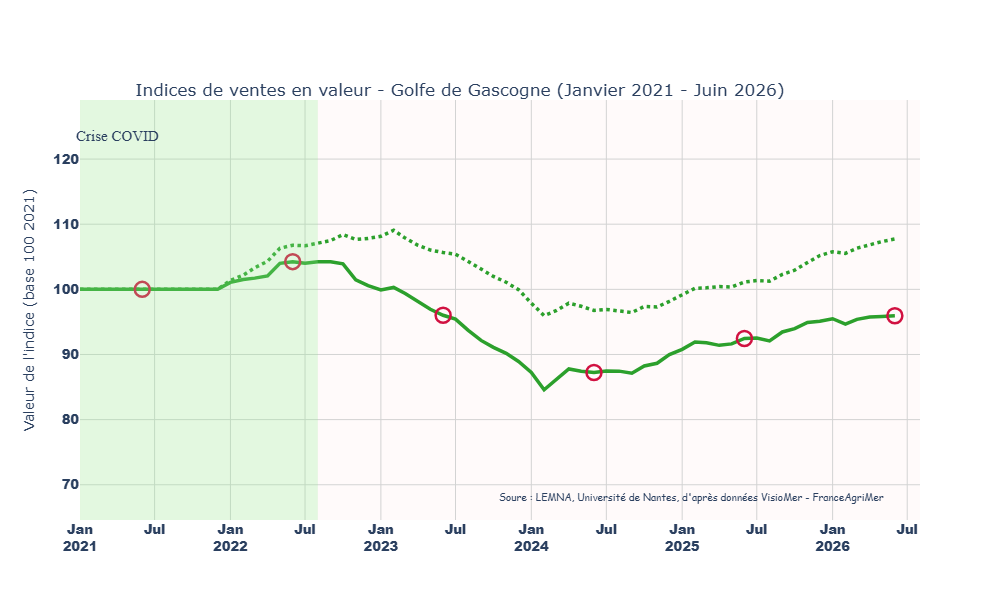 Indices de ventes en valeur - Golfe de Gascogne (Janvier 2021 - Juin 2026)
Crise COVID
Valeur de l'Indice (base 100 2021)
120
110
100
90
80
70
Soure : LEMNA, Université de Nantes, d'après données VisioMer - FranceAgriMer
Jan Jul Jan Jul Jan Jul Jan Jul Jan Jul Jan Jul
2021 2022 2023 2024 2025 2026